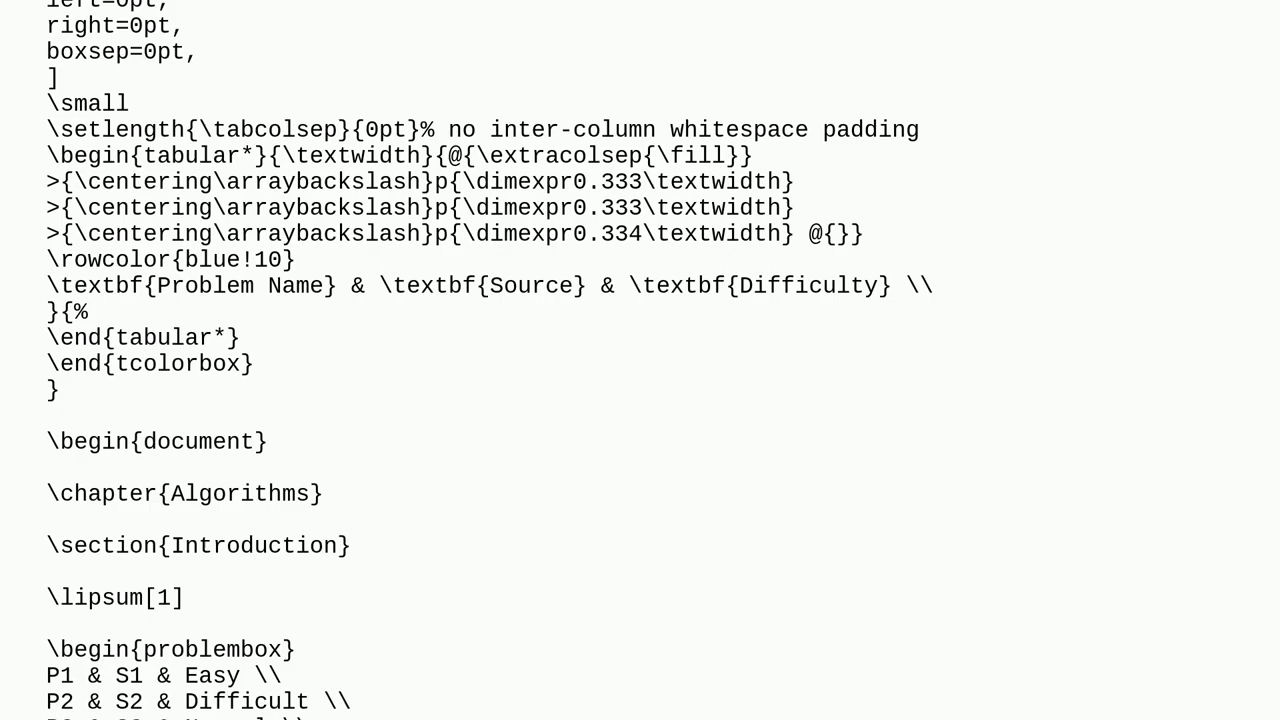 left=0pt,
right=0pt,
boxsep=0pt,
]
\small
\setlength{\tabcolsep}{0pt}% no inter-column whitespace padding
\begin{tabular*}{\textwidth}{@{\extracolsep{\fill}}
>{\centering\arraybackslash}p{\dimexpr0.333\textwidth}
>{\centering\arraybackslash}p{\dimexpr0.333\textwidth}
>{\centering\arraybackslash}p{\dimexpr0.334\textwidth} @{}}
\rowcolor{blue!10}
\textbf{Problem Name} & \textbf{Source} & \textbf{Difficulty} \\
}{%
\end{tabular*}
\end{tcolorbox}
}
\begin{document}
\chapter{Algorithms}
\section{Introduction}
\lipsum[1]
\begin{problembox}
P1 & S1 & Easy \\
P2 & S2 & Difficult \\